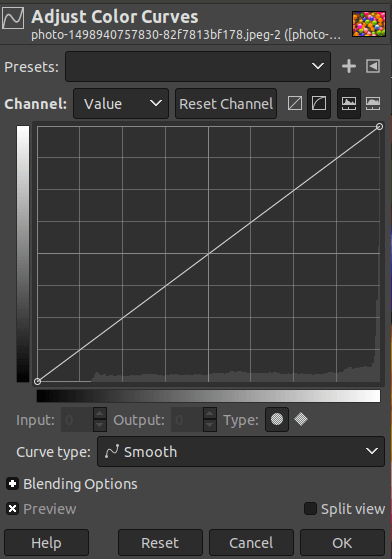 Adjust Color Curves
photo-1498940757830-82f7813bf178.jpeg-2 ([photo-...
Presets:
Channel: Value Reset Channel
Input: 0 Output: 0 Type:
Curve type: Smooth
Blending Options
Preview Split view
Help Reset Cancel OK